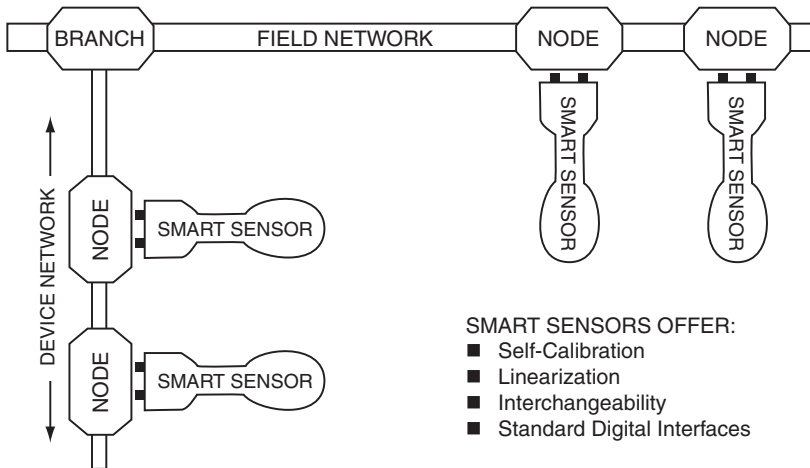 BRANCH
FIELD NETWORK
NODE
NODE
SMART SENSOR
SMART SENSOR
DEVICE NETWORK
NODE
SMART SENSOR
NODE
SMART SENSOR
SMART SENSORS OFFER:
■ Self-Calibration
■ Linearization
■ Interchangeability
■ Standard Digital Interfaces